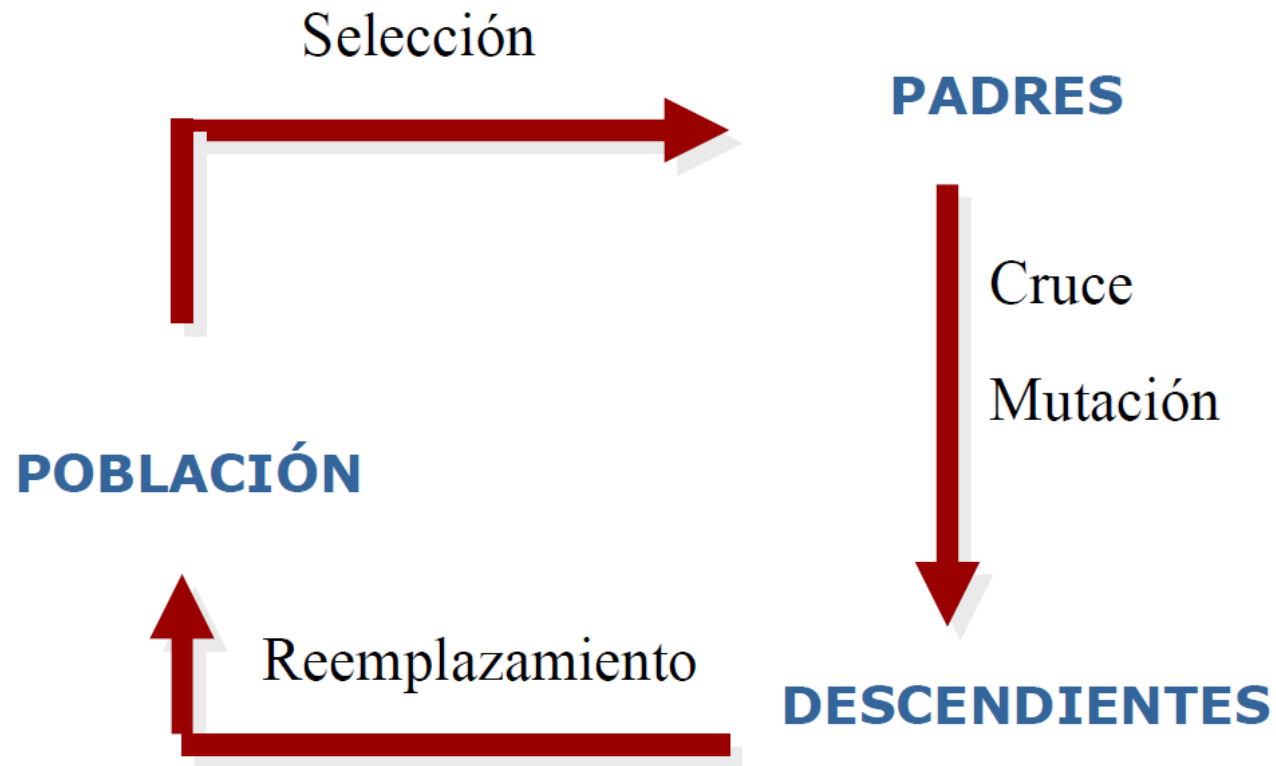 Selección
PADRES
Cruce
Mutación
POBLACIÓN
Reemplazamiento
DESCENDIENTES